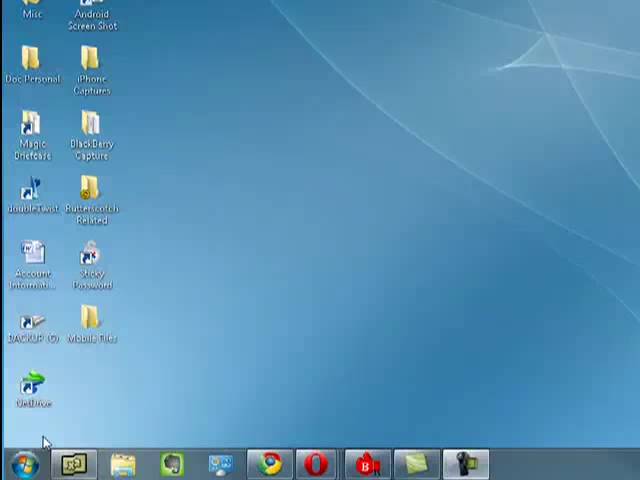 Misc
Android
Screen Shot
Doc Personal
iPhone
Captures
Magic
Briefcase
BlackBerry
Capture
doubleTwist
Butterscotch
Related
Account
Informati...
Sticky
Password
BACKUP (G)
Mobile Files
NetDrive
B